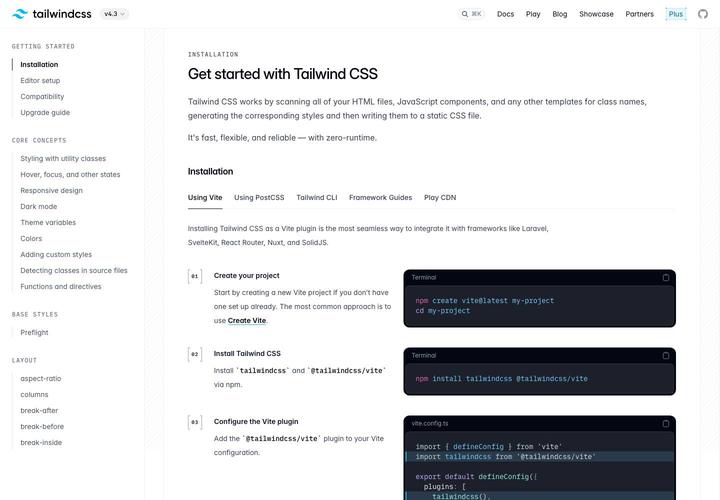 tailwindcss
v4.3
⌘K
Docs
Play
Blog
Showcase
Partners
Plus
GETTING STARTED
Installation
Editor setup
Compatibility
Upgrade guide
CORE CONCEPTS
Styling with utility classes
Hover, focus, and other states
Responsive design
Dark mode
Theme variables
Colors
Adding custom styles
Detecting classes in source files
Functions and directives
BASE STYLES
Preflight
LAYOUT
aspect-ratio
columns
break-after
break-before
break-inside
INSTALLATION
Get started with Tailwind CSS
Tailwind CSS works by scanning all of your HTML files, JavaScript components, and any other templates for class names,
generating the corresponding styles and then writing them to a static CSS file.
It's fast, flexible, and reliable — with zero-runtime.
Installation
Using Vite
Using PostCSS
Tailwind CLI
Framework Guides
Play CDN
Installing Tailwind CSS as a Vite plugin is the most seamless way to integrate it with frameworks like Laravel,
SvelteKit, React Router, Nuxt, and SolidJS.
01
Create your project
Start by creating a new Vite project if you don't have
one set up already. The most common approach is to
use Create Vite.
Terminal
npm create vite@latest my-project
cd my-project
02
Install Tailwind CSS
Install `tailwindcss` and `@tailwindcss/vite`
via npm.
Terminal
npm install tailwindcss @tailwindcss/vite
03
Configure the Vite plugin
Add the `@tailwindcss/vite` plugin to your Vite
configuration.
vite.config.ts
import { defineConfig } from 'vite'
import tailwindcss from '@tailwindcss/vite'
export default defineConfig({
plugins: [
tailwindcss(),